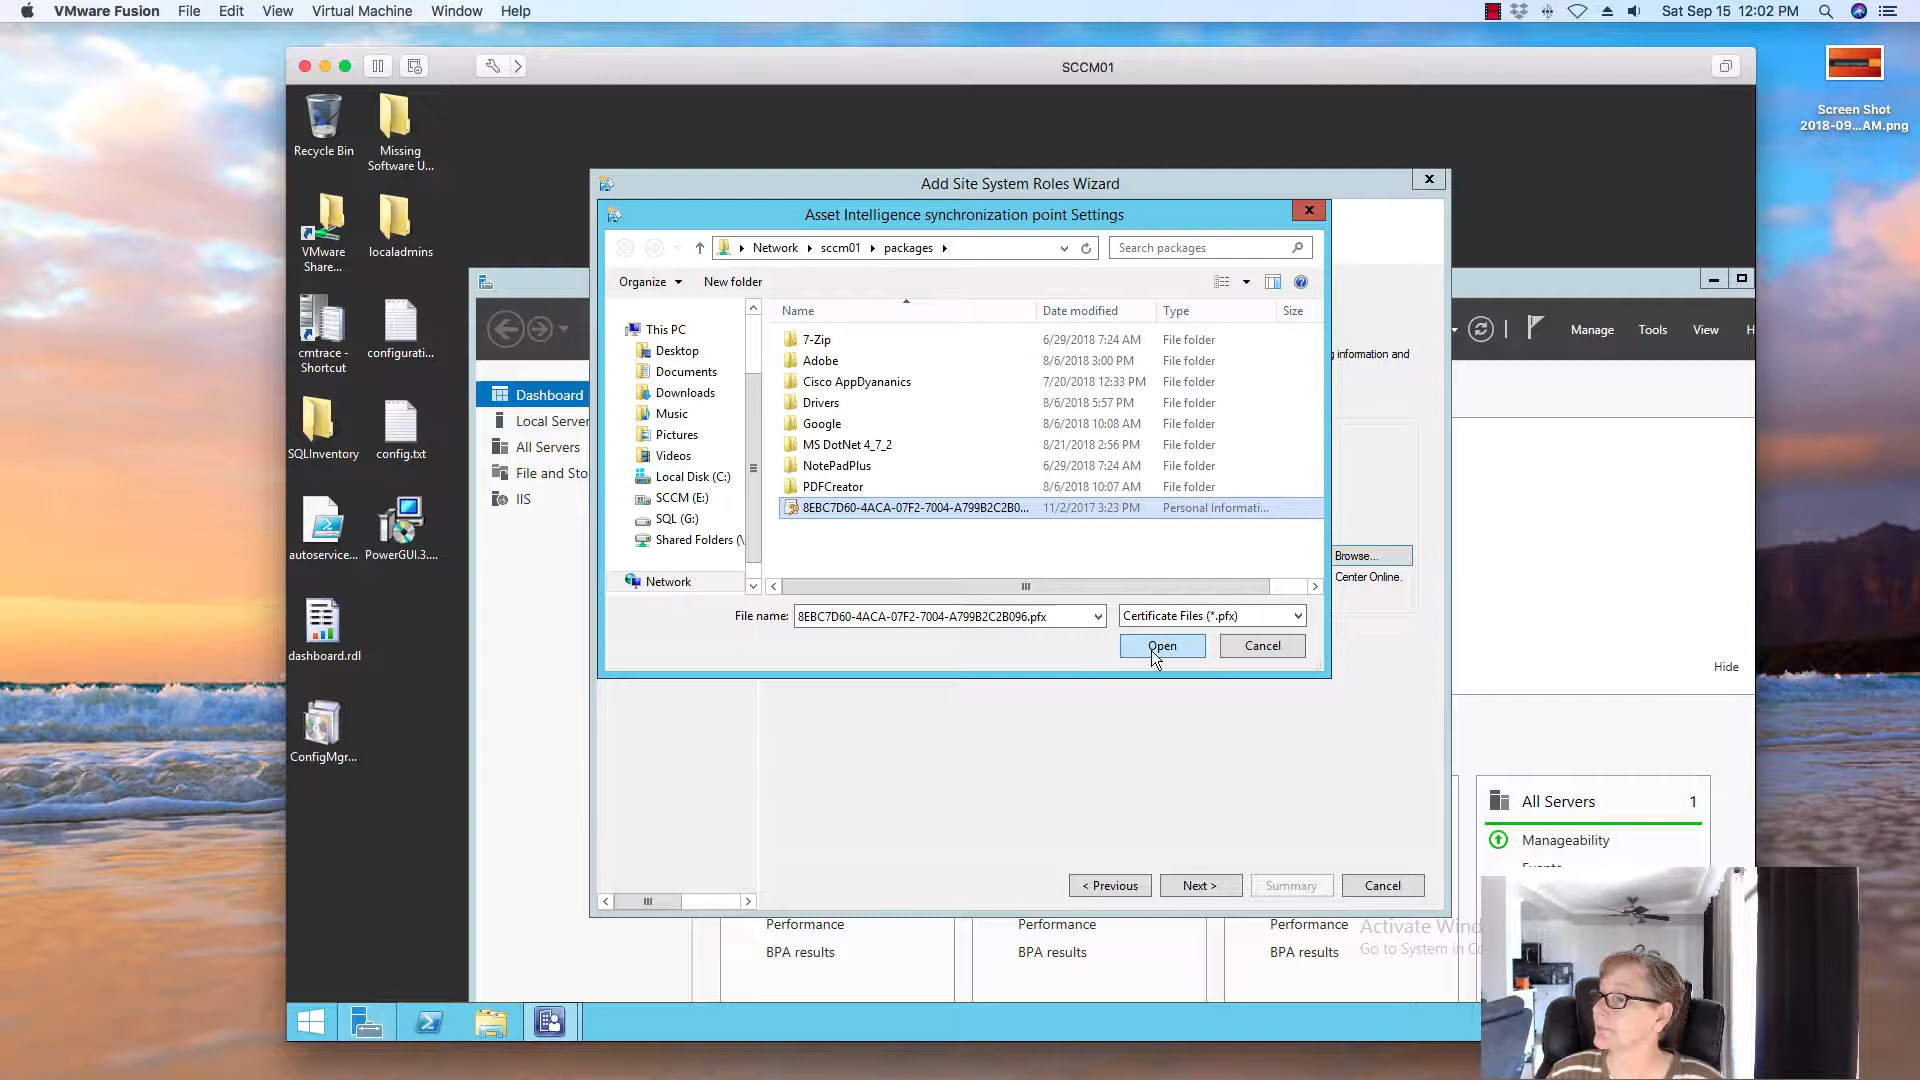 VMware Fusion File Edit View Virtual Machine Window Help Sat Sep 15 12:02 PM
Screen Shot
2018-09...AM.png
SCCM01
Recycle Bin
Missing
Software U...
VMware
Share...
localadmins
cmtrace -
Shortcut
configurati...
SQLInventory
config.txt
autoservice...
PowerGUI.3....
dashboard.rdl
ConfigMgr...
Add Site System Roles Wizard
Asset Intelligence synchronization point Settings
Network sccm01 packages
Search packages
Organize New folder
Name Date modified Type Size
This PC
Desktop
Documents
Downloads
Music
Pictures
Videos
Local Disk (C:)
SCCM (E:)
SQL (G:)
Shared Folders (\
Network
7-Zip 6/29/2018 7:24 AM File folder
Adobe 8/6/2018 3:00 PM File folder
Cisco AppDyananics 7/20/2018 12:33 PM File folder
Drivers 8/6/2018 5:57 PM File folder
Google 8/6/2018 10:08 AM File folder
MS DotNet 4_7_2 8/21/2018 2:56 PM File folder
NotePadPlus 6/29/2018 7:24 AM File folder
PDFCreator 8/6/2018 10:07 AM File folder
8EBC7D60-4ACA-07F2-7004-A799B2C2B0... 11/2/2017 3:23 PM Personal Informati...
File name: 8EBC7D60-4ACA-07F2-7004-A799B2C2B096.pfx Certificate Files (*.pfx)
Open Cancel
g information and
Browse...
Center Online.
< Previous Next > Summary Cancel
Manage Tools View H
Dashboard
Local Server
All Servers
File and Sto
IIS
Hide
All Servers 1
Manageability
Events
Performance
BPA results
Performance
BPA results
Performance
BPA results
Activate Wind
Go to System in Co